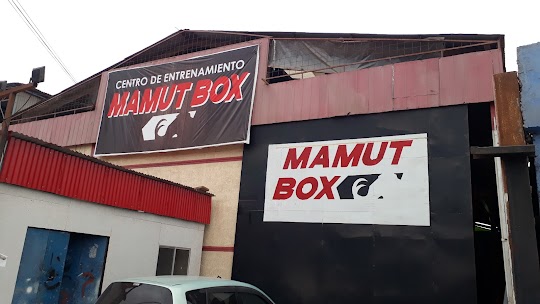 CENTRO DE ENTRENAMIENTO
MAMUT BOX
MAMUT
BOX